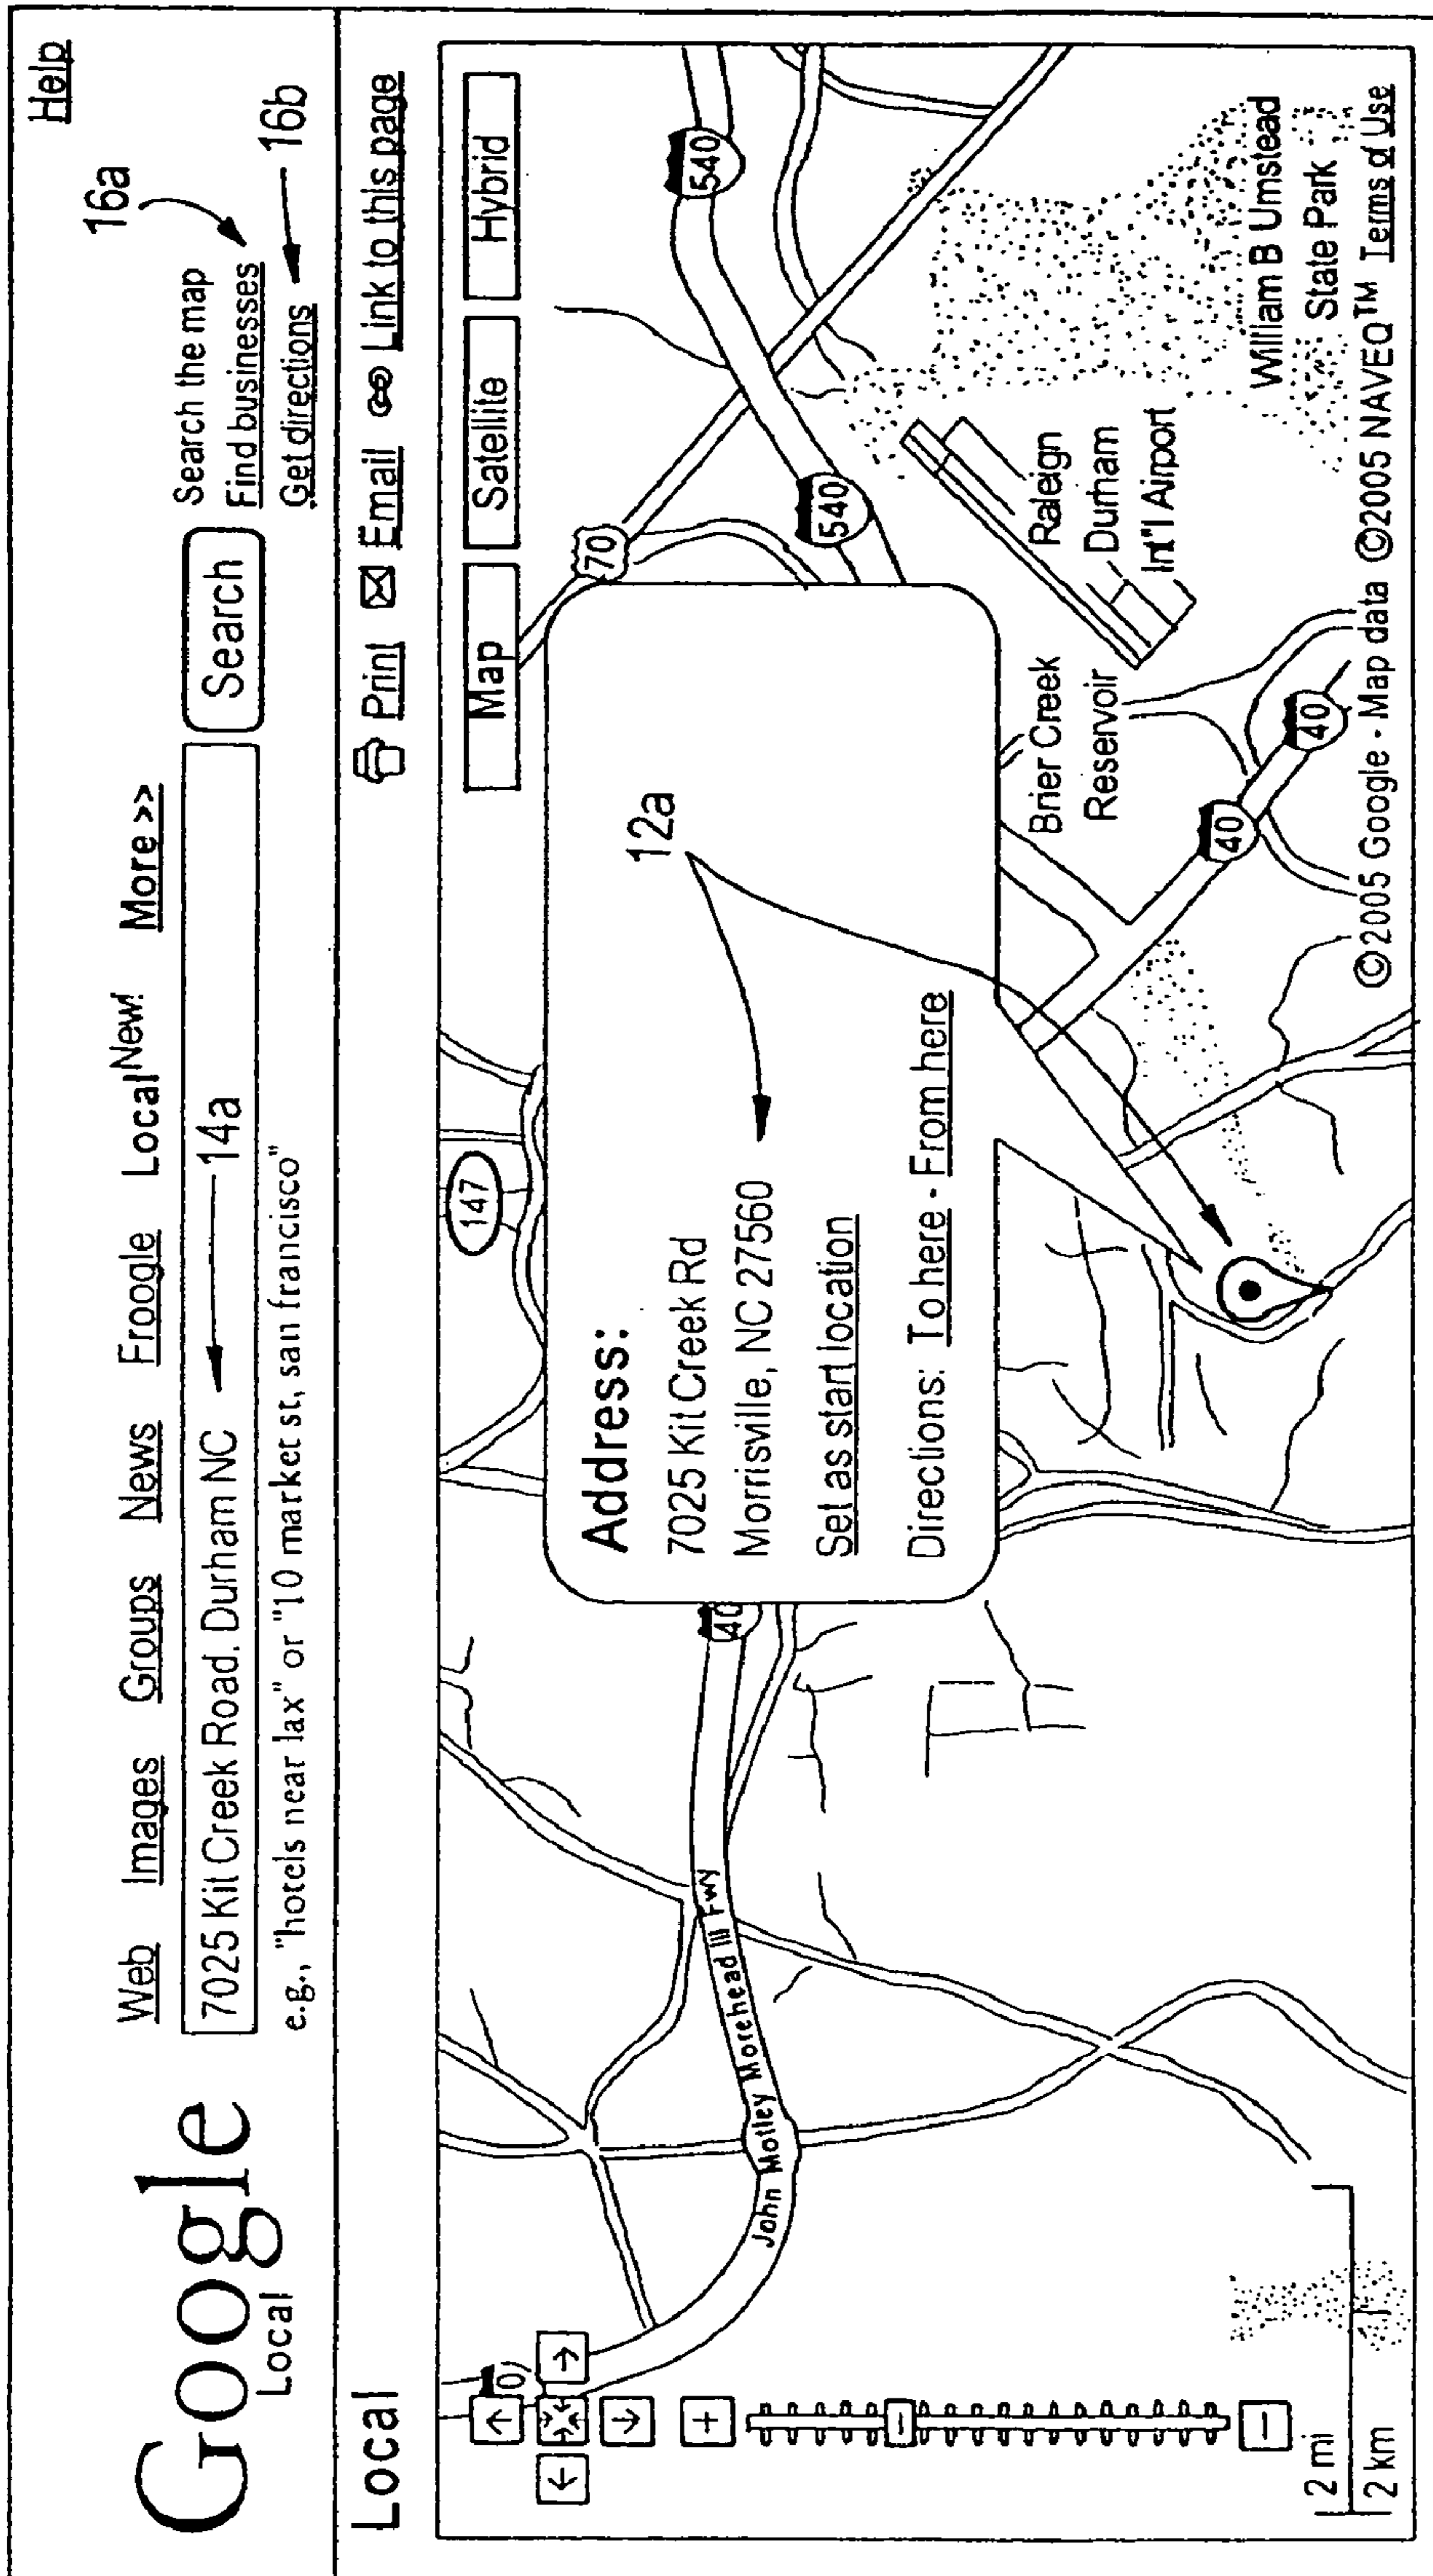 Help
Google
Local
Web Images Groups News Froogle Local New! More >>
7025 Kit Creek Road. Durham NC
14a
Search
Search the map
Find businesses
Get directions
16a
16b
e.g., "hotels near lax" or "10 market st, san francisco"
Local
Print Email Link to this page
Map Satellite Hybrid
147
70
540
540
40
Address:
7025 Kit Creek Rd
Morrisville, NC 27560
Set as start location
Directions: To here - From here
12a
John Motley Morehead III Fwy
Brier Creek
Reservoir
Raleign
Durham
Int'l Airport
William B Umstead
State Park
40
40
2 mi
2 km
©2005 Google - Map data ©2005 NAVEQ™ Terms of Use